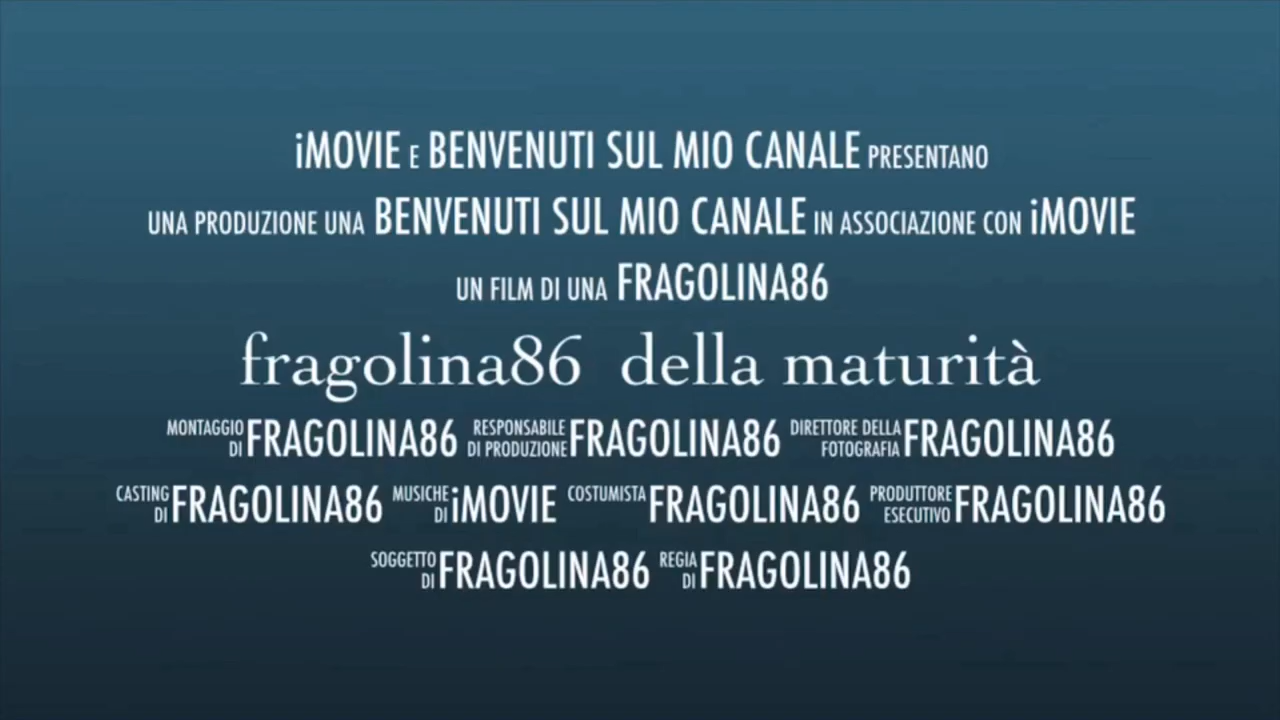 iMOVIE E BENVENUTI SUL MIO CANALE PRESENTANO
UNA PRODUZIONE UNA BENVENUTI SUL MIO CANALE IN ASSOCIAZIONE CON iMOVIE
UN FILM DI UNA FRAGOLINA86
fragolina86 della maturità
MONTAGGIO DI FRAGOLINA86 RESPONSABILE DI PRODUZIONE FRAGOLINA86 DIRETTORE DELLA FOTOGRAFIA FRAGOLINA86
CASTING DI FRAGOLINA86 MUSICHE DI iMOVIE COSTUMISTA FRAGOLINA86 PRODUTTORE ESECUTIVO FRAGOLINA86
SOGGETTO DI FRAGOLINA86 REGIA DI FRAGOLINA86